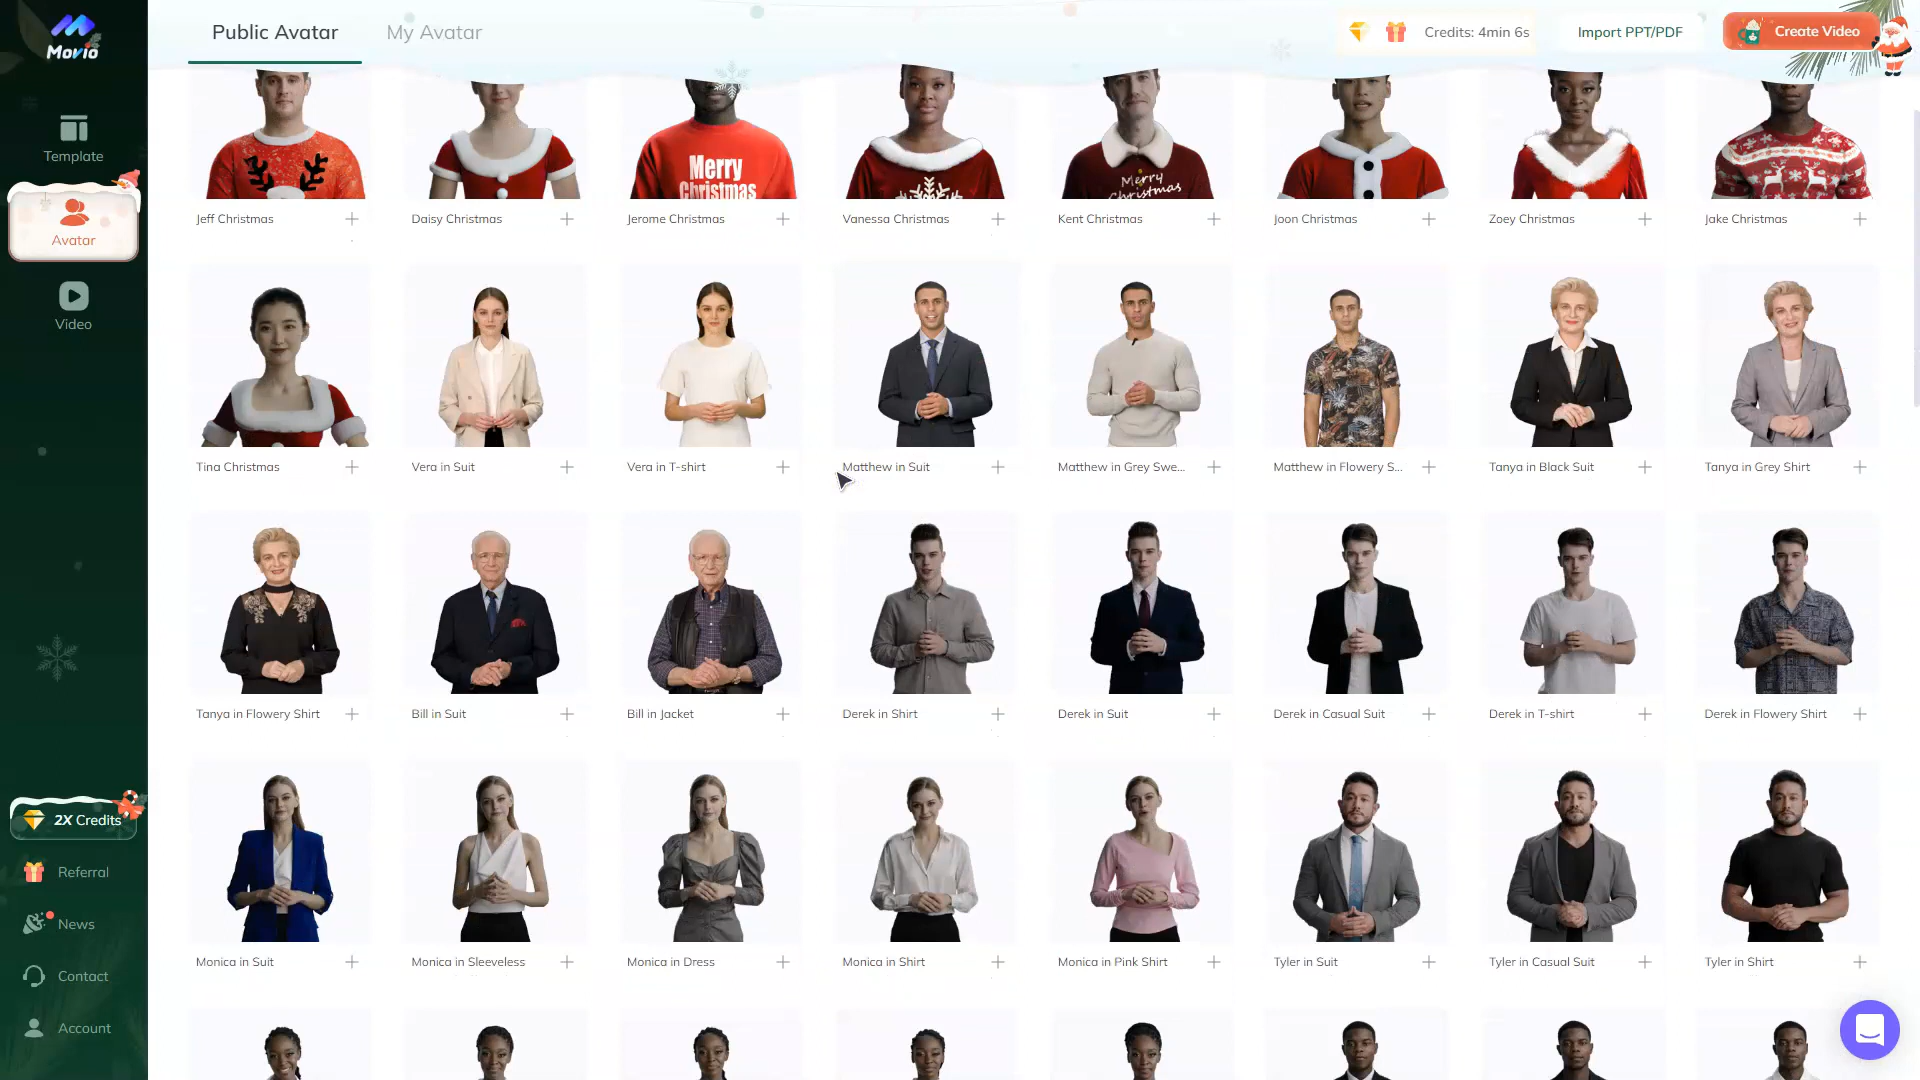 Public Avatar
My Avatar
Credits: 4min 6s
Import PPT/PDF
Create Video
Movio
Template
Avatar
Video
2X Credits
Referral
News
Contact
Account
Merry
Christmas
Merry
Christmas
Jeff Christmas
Daisy Christmas
Jerome Christmas
Vanessa Christmas
Kent Christmas
Joon Christmas
Zoey Christmas
Jake Christmas
Tina Christmas
Vera in Suit
Vera in T-shirt
Matthew in Suit
Matthew in Grey Swe...
Matthew in Flowery S...
Tanya in Black Suit
Tanya in Grey Shirt
Tanya in Flowery Shirt
Bill in Suit
Bill in Jacket
Derek in Shirt
Derek in Suit
Derek in Casual Suit
Derek in T-shirt
Derek in Flowery Shirt
Monica in Suit
Monica in Sleeveless
Monica in Dress
Monica in Shirt
Monica in Pink Shirt
Tyler in Suit
Tyler in Casual Suit
Tyler in Shirt